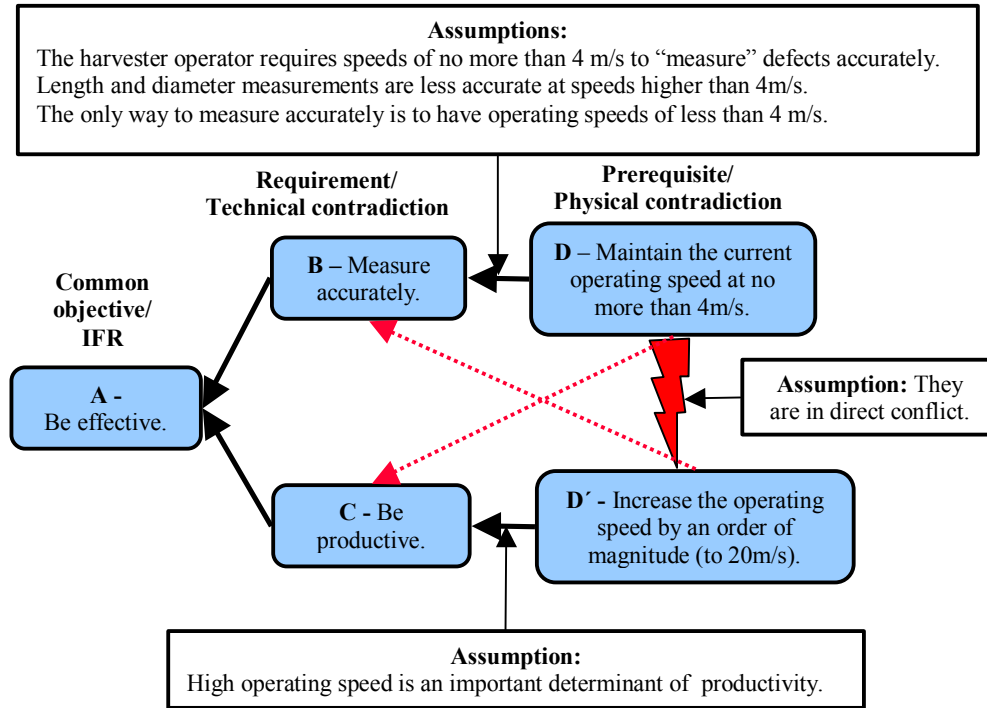 Assumptions:
The harvester operator requires speeds of no more than 4 m/s to “measure” defects accurately.
Length and diameter measurements are less accurate at speeds higher than 4m/s.
The only way to measure accurately is to have operating speeds of less than 4 m/s.
Requirement/
Technical contradiction
Prerequisite/
Physical contradiction
Common
objective/
IFR
B – Measure
accurately.
D – Maintain the current
operating speed at no
more than 4m/s.
A -
Be effective.
Assumption: They
are in direct conflict.
C - Be
productive.
D´ - Increase the operating
speed by an order of
magnitude (to 20m/s).
Assumption:
High operating speed is an important determinant of productivity.